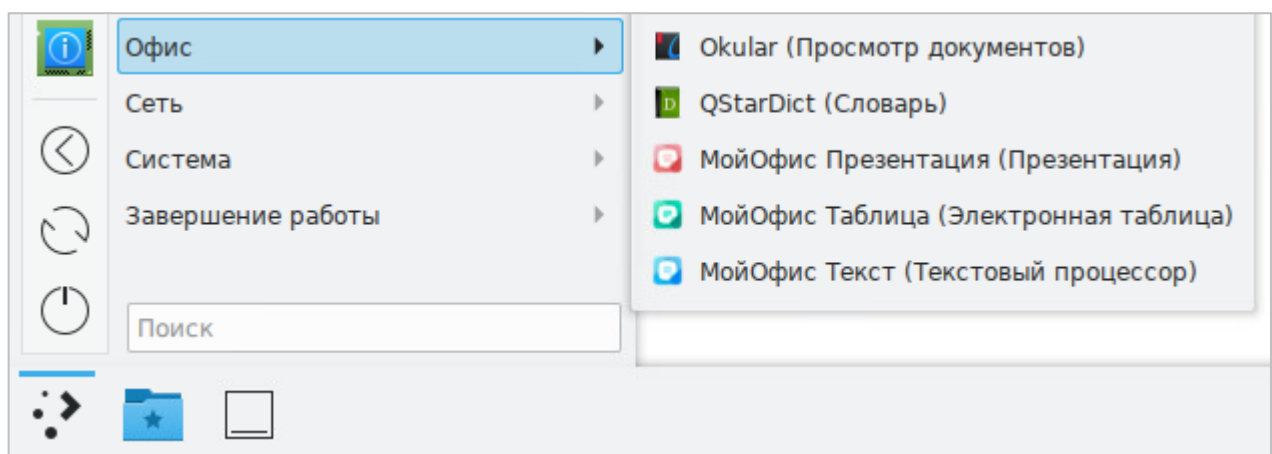 Офис
Сеть
Система
Завершение работы
Поиск
Okular (Просмотр документов)
D
QStarDict (Словарь)
МойОфис Презентация (Презентация)
МойОфис Таблица (Электронная таблица)
МойОфис Текст (Текстовый процессор)